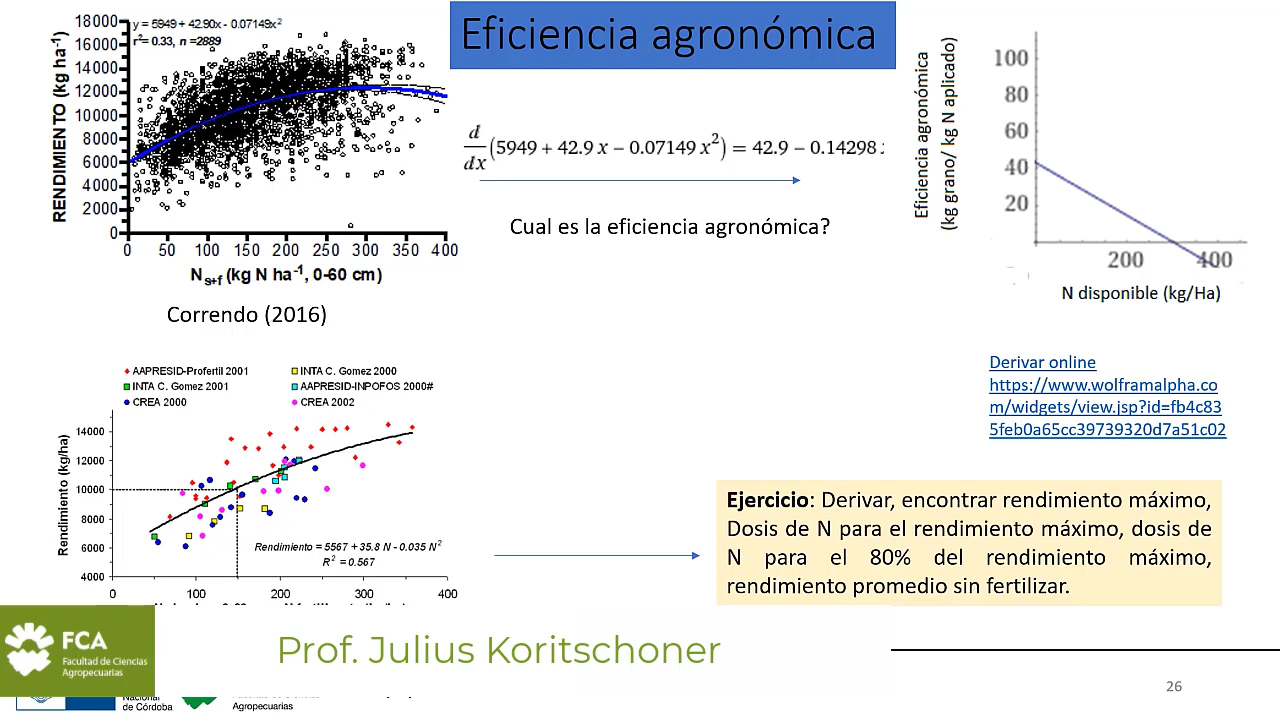 Eficiencia agronómica
y = 5949 + 42.90x - 0.07149x²
r² = 0.33, n = 2889
RENDIMIENTO (kg ha⁻¹)
18000
16000
14000
12000
10000
8000
6000
4000
2000
0
0 50 100 150 200 250 300 350 400
N s+f (kg N ha⁻¹, 0-60 cm)
Correndo (2016)
d/dx (5949 + 42.9 x − 0.07149 x²) = 42.9 − 0.14298
Cual es la eficiencia agronómica?
Eficiencia agronómica
(kg grano/ kg N aplicado)
100
80
60
40
20
200 400
N disponible (kg/Ha)
Derivar online
https://www.wolframalpha.co
m/widgets/view.jsp?id=fb4c83
5feb0a65cc39739320d7a51c02
AAPRESID-Profertil 2001 INTA C. Gomez 2000
INTA C. Gomez 2001 AAPRESID-INPOFOS 2000#
CREA 2000 CREA 2002
Rendimiento (kg/ha)
14000
12000
10000
8000
6000
4000
Rendimiento = 5567 + 35.8 N - 0.035 N²
R² = 0.567
0 100 200 300 400
Ejercicio: Derivar, encontrar rendimiento máximo,
Dosis de N para el rendimiento máximo, dosis de
N para el 80% del rendimiento máximo,
rendimiento promedio sin fertilizar.
FCA
Facultad de Ciencias
Agropecuarias
Prof. Julius Koritschoner
Nacional
de Córdoba
Agropecuarias
26